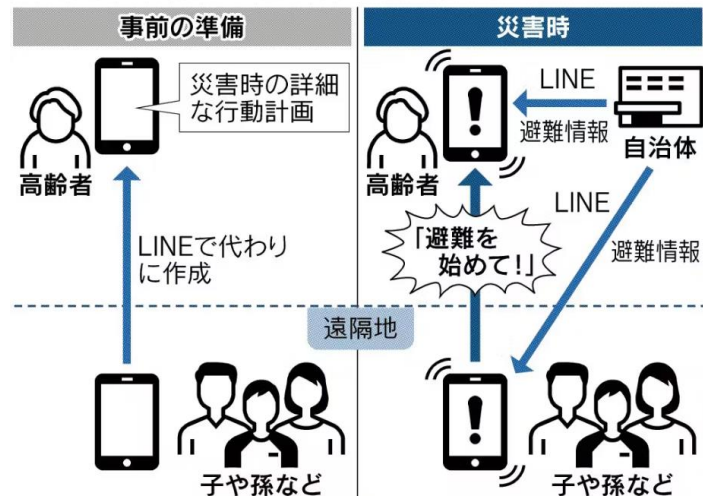 事前の準備
災害時の詳細
な行動計画
高齢者
LINEで代わり
に作成
子や孫など
災害時
LINE
避難情報
自治体
高齢者
LINE
避難情報
「避難を
始めて!」
遠隔地
子や孫など